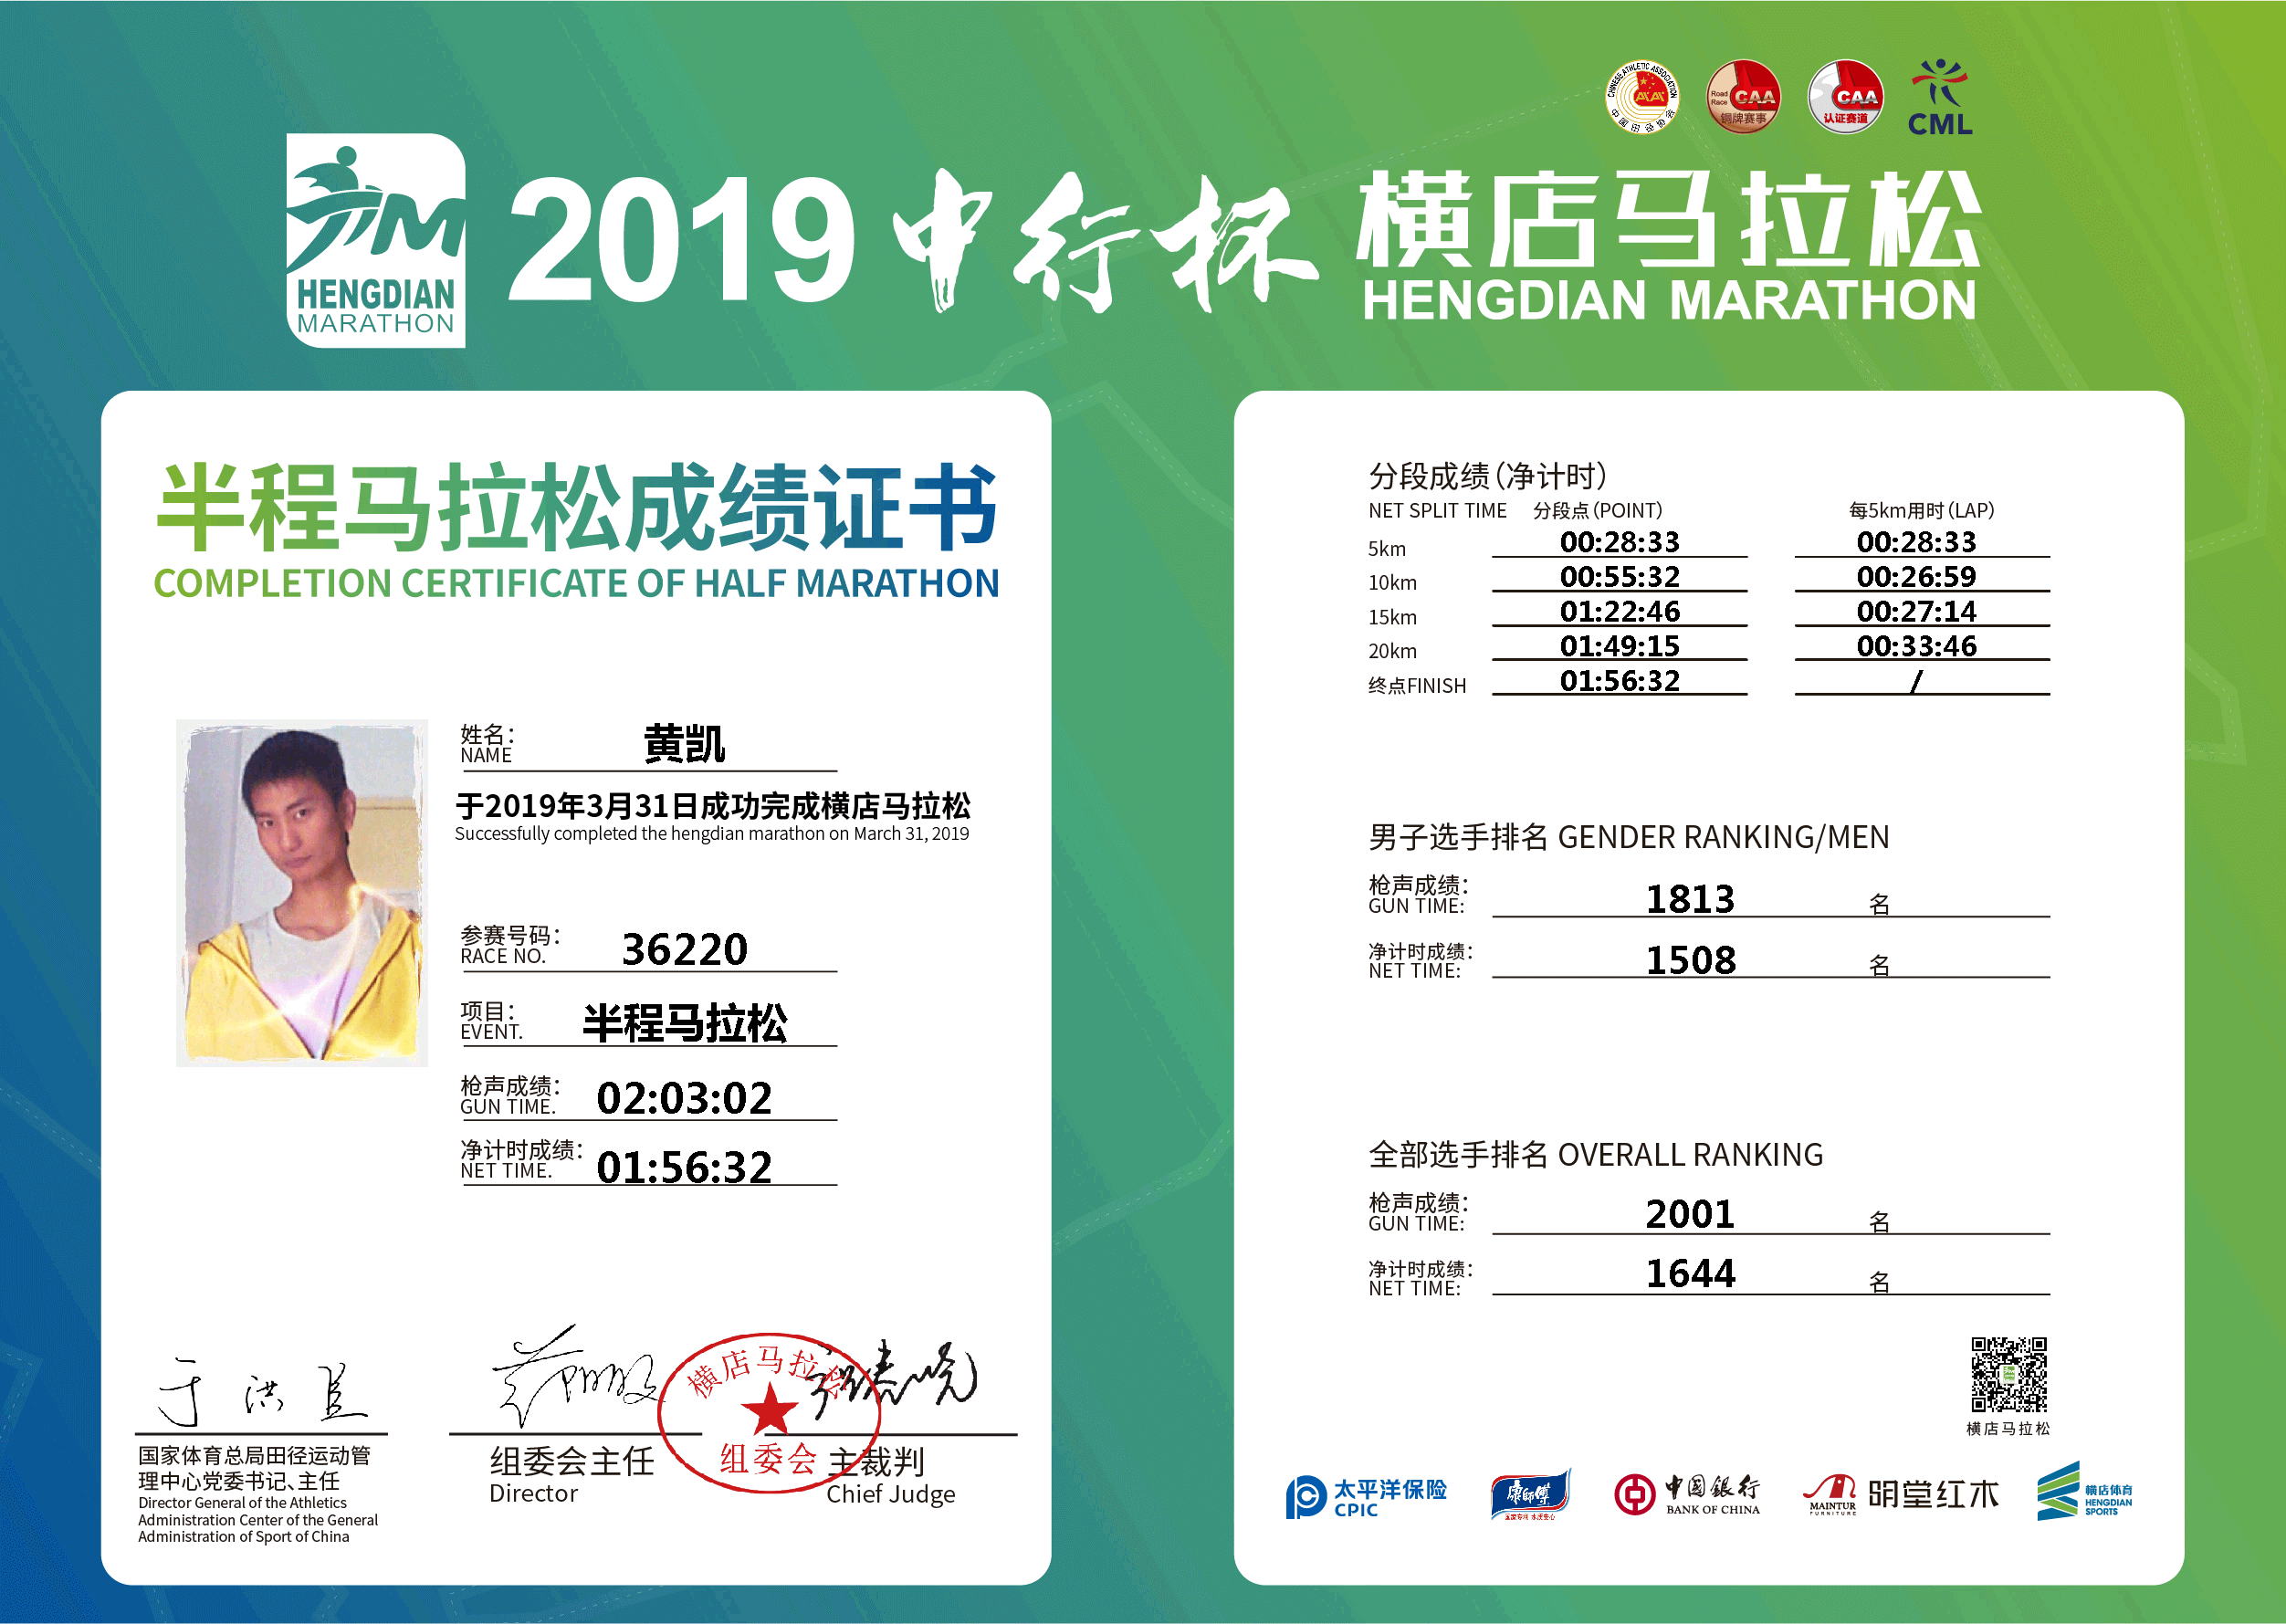 CHINESE ATHLETIC ASSOCIATION
中国田径协会
Road Race CAA
铜牌赛事
CAA
认证赛道
CML
HENGDIAN
MARATHON
2019 中行杯 横店马拉松
HENGDIAN MARATHON
半程马拉松成绩证书
COMPLETION CERTIFICATE OF HALF MARATHON
姓名: 黄凯
NAME
于2019年3月31日成功完成横店马拉松
Successfully completed the hengdian marathon on March 31, 2019
参赛号码: 36220
RACE NO.
项目: 半程马拉松
EVENT.
枪声成绩: 02:03:02
GUN TIME.
净计时成绩: 01:56:32
NET TIME.
于洪臣
横店马拉松
组委会
国家体育总局田径运动管
理中心党委书记、主任
Director General of the Athletics
Administration Center of the General
Administration of Sport of China
组委会主任
Director
主裁判
Chief Judge
分段成绩(净计时)
NET SPLIT TIME 分段点(POINT) 每5km用时(LAP)
5km 00:28:33 00:28:33
10km 00:55:32 00:26:59
15km 01:22:46 00:27:14
20km 01:49:15 00:33:46
终点FINISH 01:56:32 /
男子选手排名 GENDER RANKING/MEN
枪声成绩: 1813 名
GUN TIME:
净计时成绩: 1508 名
NET TIME:
全部选手排名 OVERALL RANKING
枪声成绩: 2001 名
GUN TIME:
净计时成绩: 1644 名
NET TIME:
横店马拉松
太平洋保险
CPIC
康師傅
中國銀行
BANK OF CHINA
MAINTUR
FURNITURE
明堂红木
横店体育
HENGDIAN
SPORTS